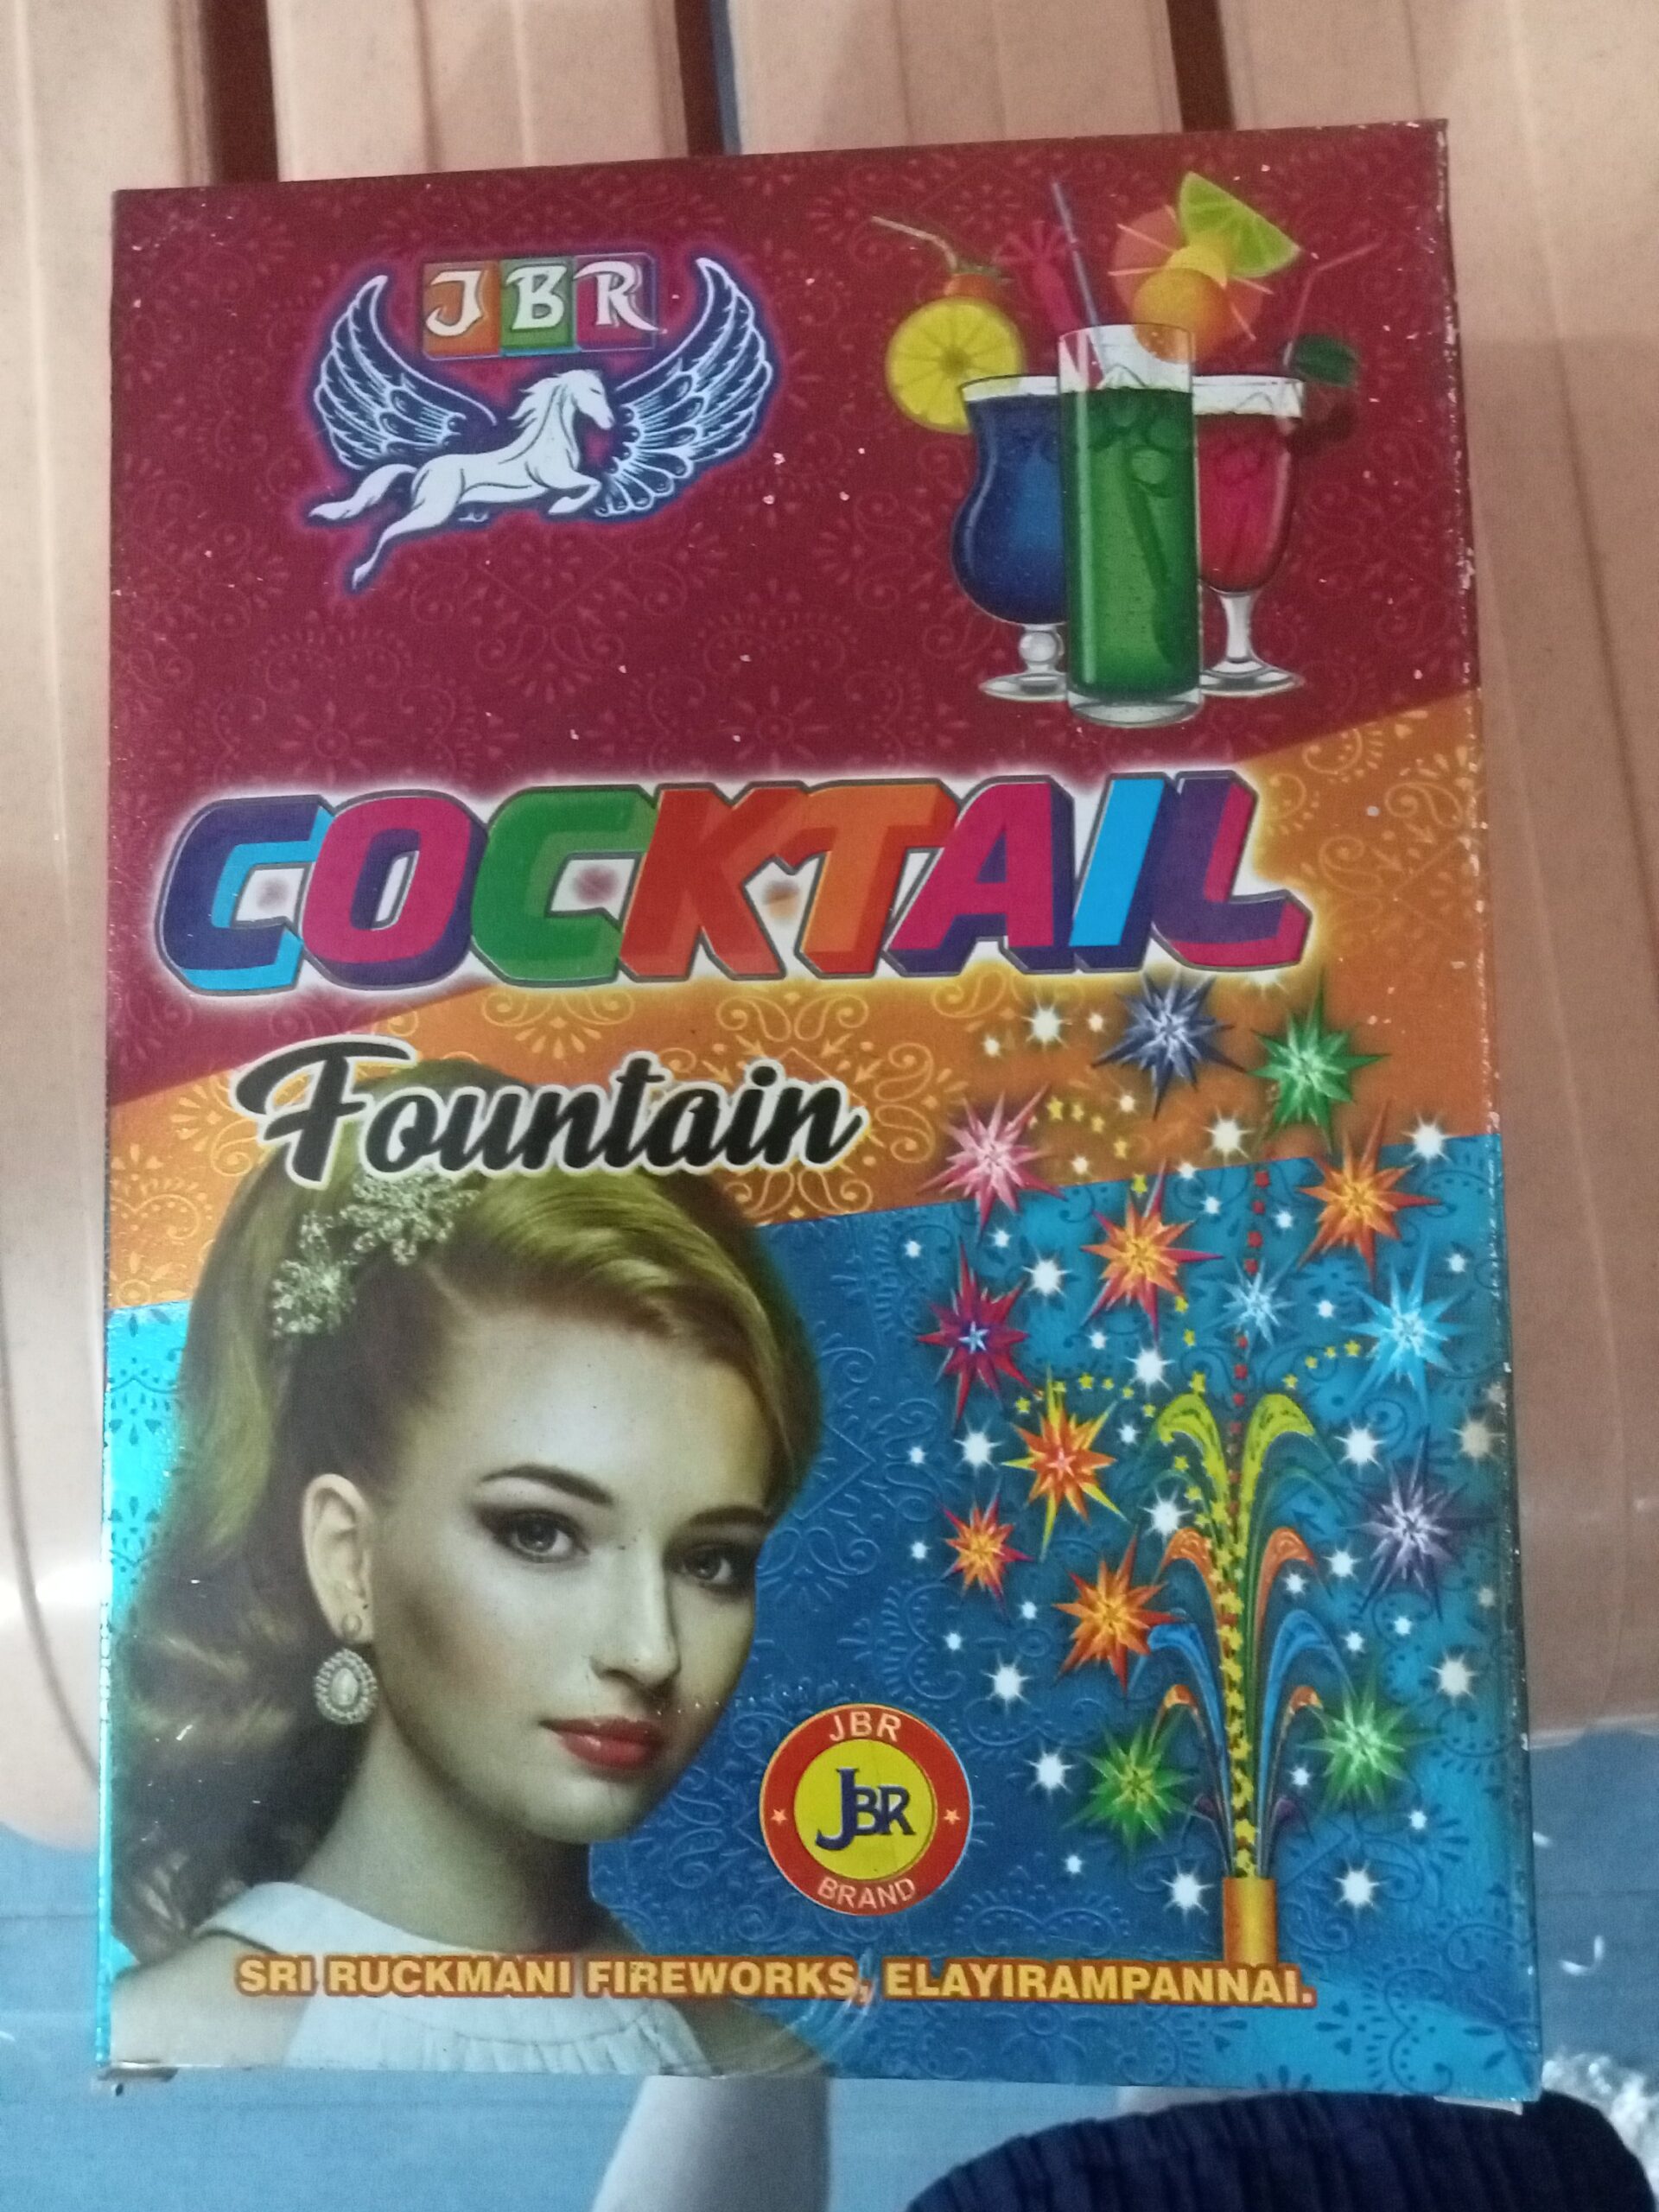 JBR
COCKTAIL
Fountain
JBR
JBR
BRAND
SRI RUCKMANI FIREWORKS, ELAYIRAMPANNAI.